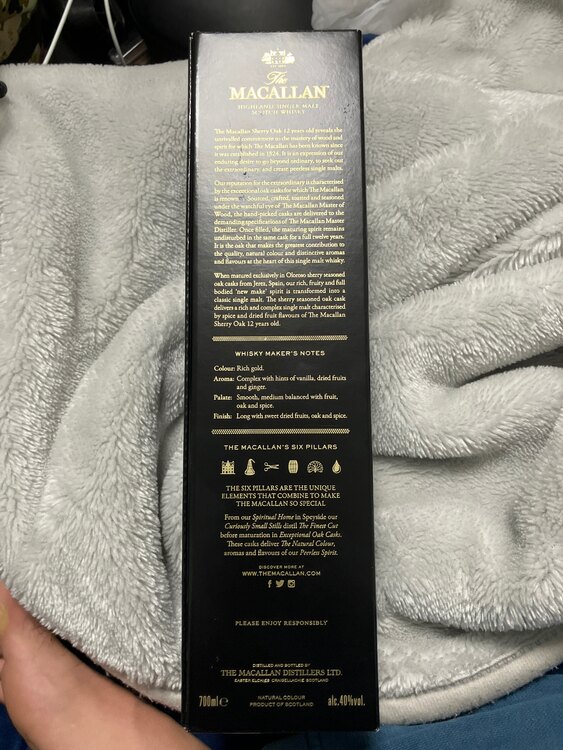 The
MACALLAN
HIGHLAND SINGLE MALT
SCOTCH WHISKY
The Macallan Sherry Oak 12 years old reveals the
unrivalled commitment to the mastery of wood and
spirit for which The Macallan has been known since
it was established in 1824. It is an expression of our
enduring desire to go beyond ordinary, to seek out
the extraordinary and create peerless single malts.
Our reputation for the extraordinary is characterised
by the exceptional oak casks for which The Macallan
is renown. Sourced, crafted, toasted and seasoned
under the watchful eye of The Macallan Master of
Wood, the hand-picked casks are delivered to the
demanding specifications of The Macallan Master
Distiller. Once filled, the maturing spirit remains
undisturbed in the same cask for a full twelve years.
It is the oak that makes the greatest contribution to
the quality, natural colour and distinctive aromas
and flavours at the heart of this single malt whisky.
When matured exclusively in Oloroso sherry seasoned
oak casks from Jerez, Spain, our rich, fruity and full
bodied 'new make' spirit is transformed into a
classic single malt. The sherry seasoned oak cask
delivers a rich and complex single malt characterised
by spice and dried fruit flavours of The Macallan
Sherry Oak 12 years old.
WHISKY MAKER'S NOTES
Colour: Rich gold.
Aroma: Complex with hints of vanilla, dried fruits
and ginger.
Palate: Smooth, medium balanced with fruit,
oak and spice.
Finish: Long with sweet dried fruits, oak and spice.
THE MACALLAN'S SIX PILLARS
THE SIX PILLARS ARE THE UNIQUE
ELEMENTS THAT COMBINE TO MAKE
THE MACALLAN SO SPECIAL
From our Spiritual Home in Speyside our
Curiously Small Stills distil The Finest Cut
before maturation in Exceptional Oak Casks.
These casks deliver The Natural Colour,
aromas and flavours of our Peerless Spirit.
DISCOVER MORE AT
WWW.THEMACALLAN.COM
PLEASE ENJOY RESPONSIBLY
DISTILLED AND BOTTLED BY
THE MACALLAN DISTILLERS LTD.
EASTER ELCHIES CRAIGELLACHIE SCOTLAND
700ml e
NATURAL COLOUR
PRODUCT OF SCOTLAND
alc.40%vol.